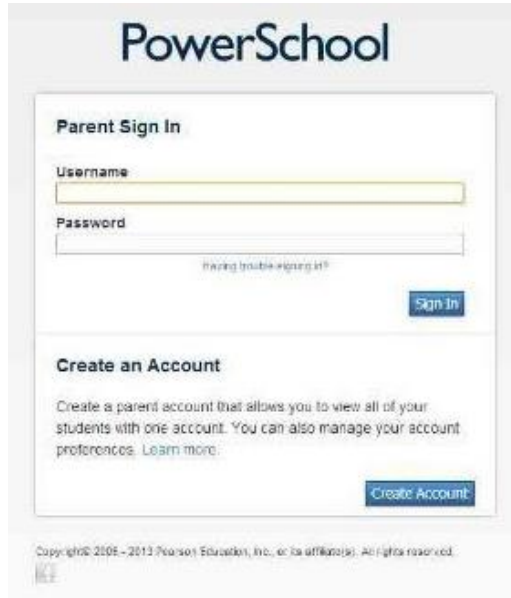 PowerSchool
Parent Sign In
Username
Password
Having trouble signing in?
Sign In
Create an Account
Create a parent account that allows you to view all of your
students with one account. You can also manage your account
preferences. Learn more.
Create Account
Copyright© 2005 - 2013 Pearson Education, Inc., or its affiliate(s). All rights reserved.